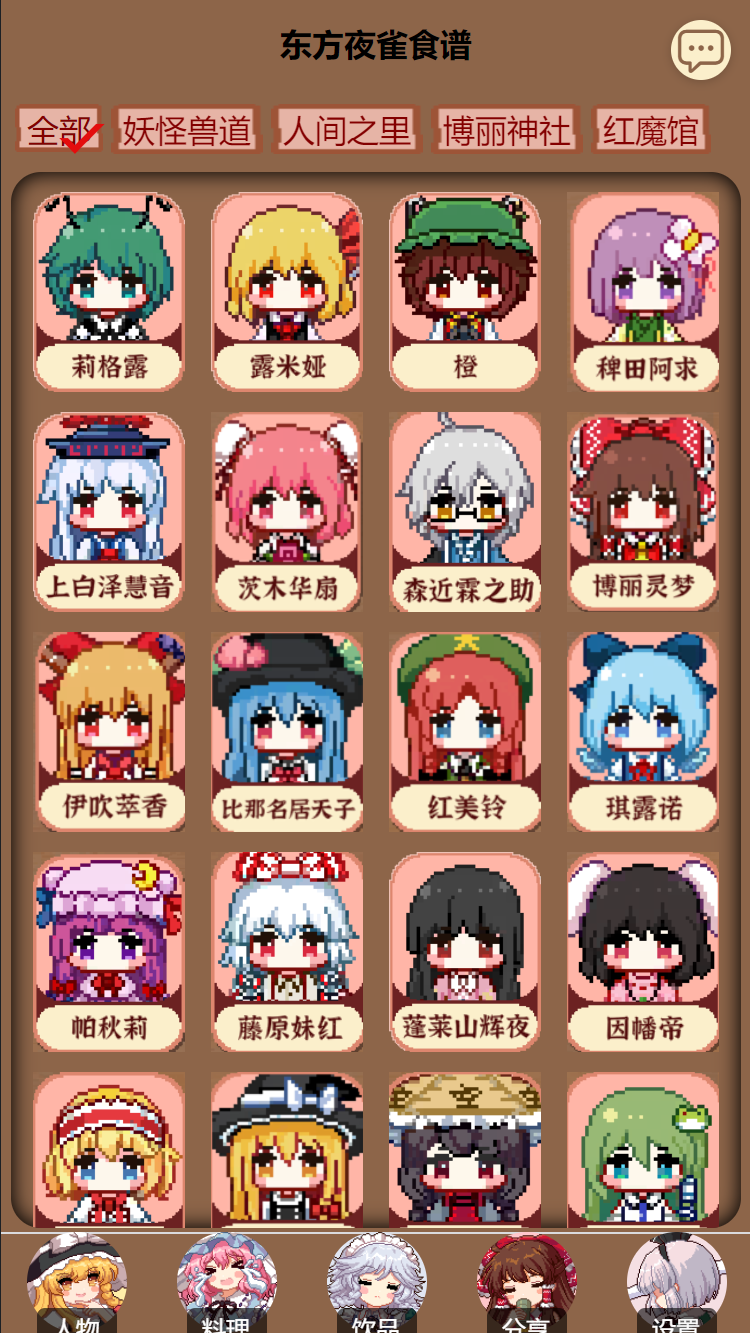 东方夜雀食谱
全部 妖怪兽道 人间之里 博丽神社 红魔馆
莉格露 露米娅 橙 稗田阿求
上白泽慧音 茨木华扇 森近霖之助 博丽灵梦
伊吹萃香 比那名居天子 红美铃 琪露诺
帕秋莉 藤原妹红 蓬莱山辉夜 因幡帝
人物 料理 饮品 分享 设置